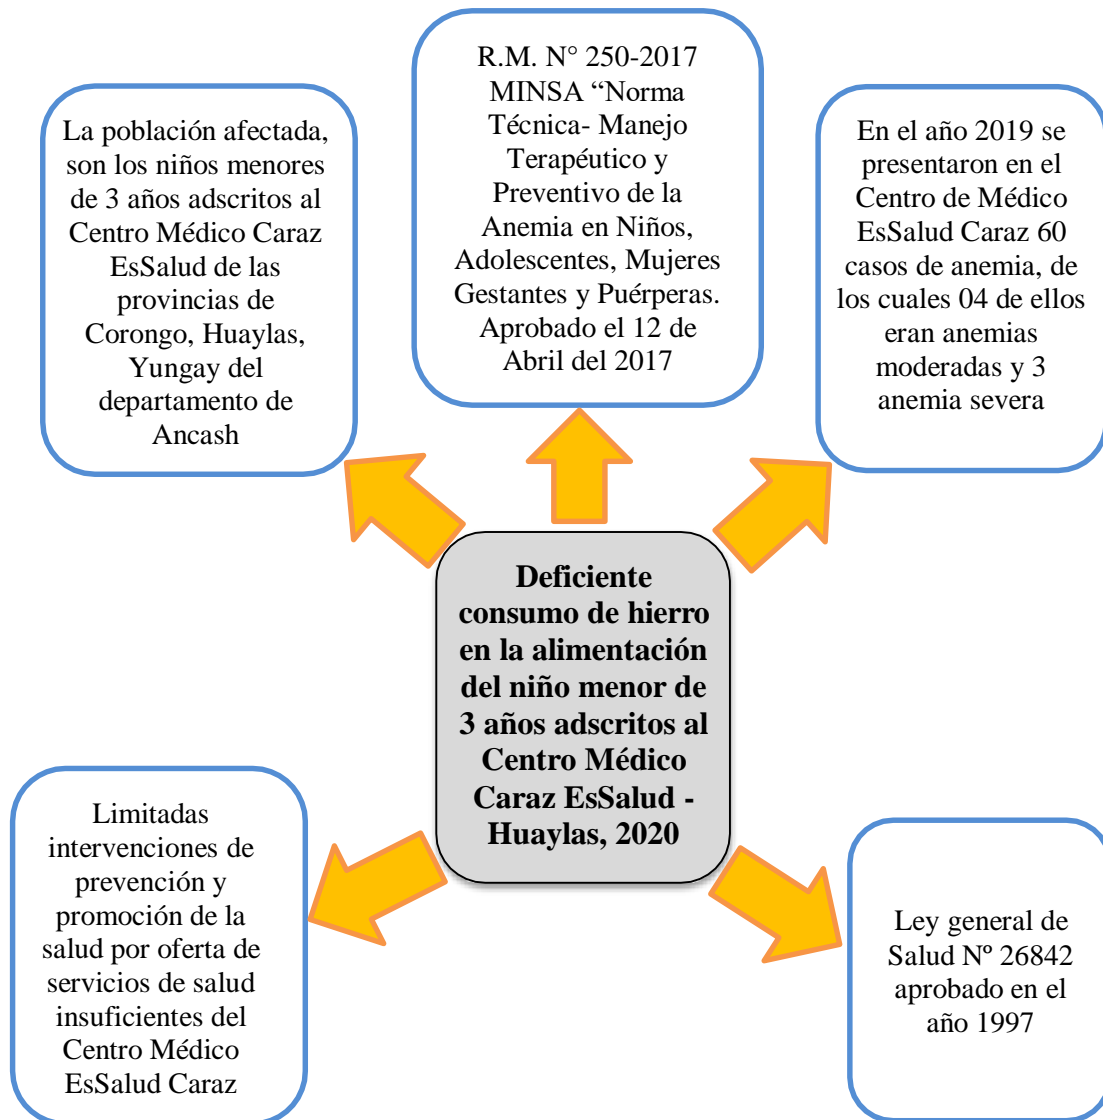 La población afectada,
son los niños menores
de 3 años adscritos al
Centro Médico Caraz
EsSalud de las
provincias de
Corongo, Huaylas,
Yungay del
departamento de
Ancash
R.M. N° 250-2017
MINSA “Norma
Técnica- Manejo
Terapéutico y
Preventivo de la
Anemia en Niños,
Adolescentes, Mujeres
Gestantes y Puérperas.
Aprobado el 12 de
Abril del 2017
En el año 2019 se
presentaron en el
Centro de Médico
EsSalud Caraz 60
casos de anemia, de
los cuales 04 de ellos
eran anemias
moderadas y 3
anemia severa
Deficiente
consumo de hierro
en la alimentación
del niño menor de
3 años adscritos al
Centro Médico
Caraz EsSalud -
Huaylas, 2020
Limitadas
intervenciones de
prevención y
promoción de la
salud por oferta de
servicios de salud
insuficientes del
Centro Médico
EsSalud Caraz
Ley general de
Salud Nº 26842
aprobado en el
año 1997